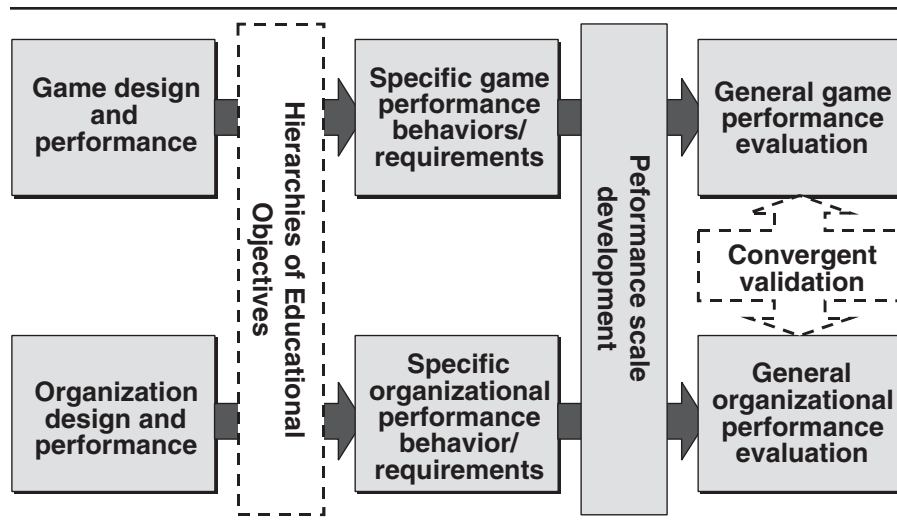 Game design
and
performance
Hierarchies of Educational
Objectives
Specific game
performance
behaviors/
requirements
Peformance scale
development
General game
performance
evaluation
Convergent
validation
Organization
design and
performance
Specific
organizational
performance
behavior/
requirements
General
organizational
performance
evaluation